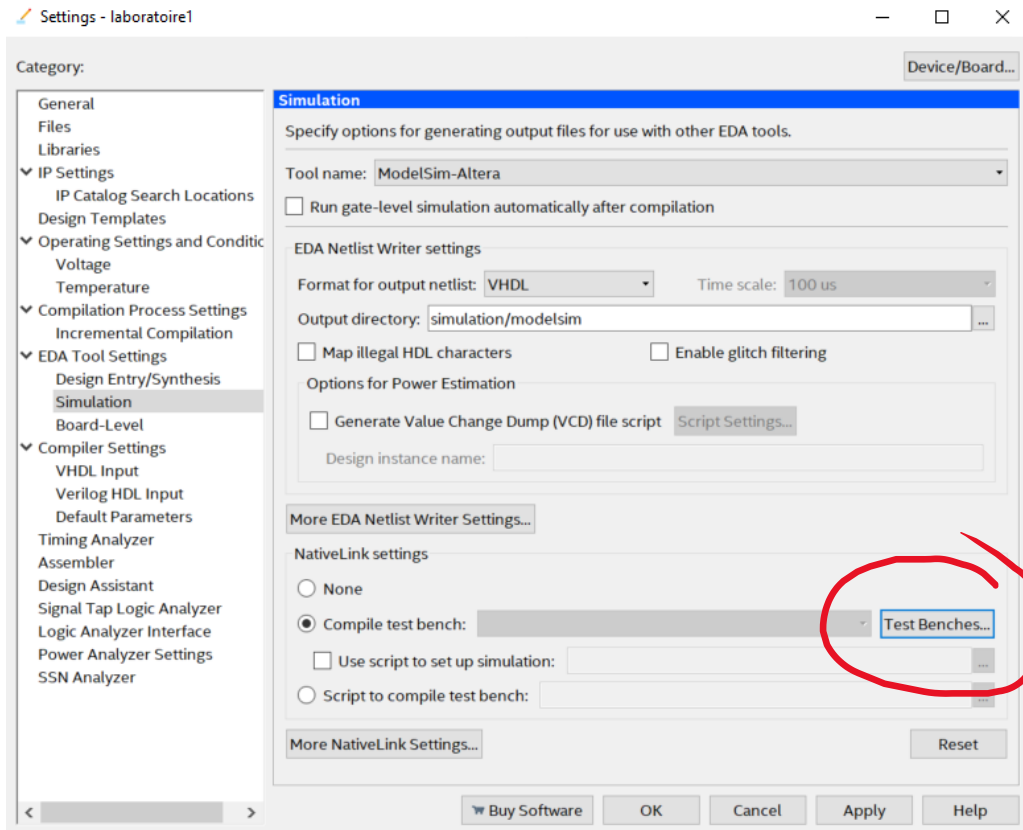 Settings - laboratoire1
Category:
Device/Board...
General
Files
Libraries
IP Settings
IP Catalog Search Locations
Design Templates
Operating Settings and Conditic
Voltage
Temperature
Compilation Process Settings
Incremental Compilation
EDA Tool Settings
Design Entry/Synthesis
Simulation
Board-Level
Compiler Settings
VHDL Input
Verilog HDL Input
Default Parameters
Timing Analyzer
Assembler
Design Assistant
Signal Tap Logic Analyzer
Logic Analyzer Interface
Power Analyzer Settings
SSN Analyzer
Simulation
Specify options for generating output files for use with other EDA tools.
Tool name: ModelSim-Altera
Run gate-level simulation automatically after compilation
EDA Netlist Writer settings
Format for output netlist: VHDL Time scale: 100 us
Output directory: simulation/modelsim ...
Map illegal HDL characters Enable glitch filtering
Options for Power Estimation
Generate Value Change Dump (VCD) file script Script Settings...
Design instance name:
More EDA Netlist Writer Settings...
NativeLink settings
None
Compile test bench: Test Benches...
Use script to set up simulation: ...
Script to compile test bench: ...
More NativeLink Settings... Reset
Buy Software OK Cancel Apply Help